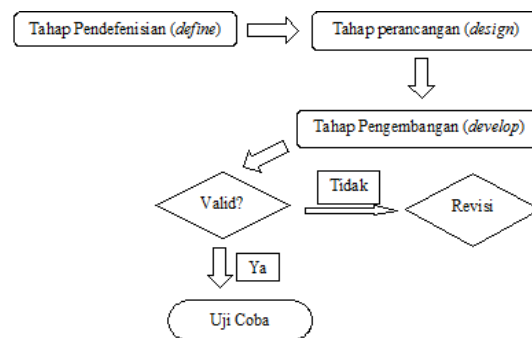 Tahap Pendefenisian (define)
Tahap perancangan (design)
Tahap Pengembangan (develop)
Valid?
Tidak
Revisi
Ya
Uji Coba